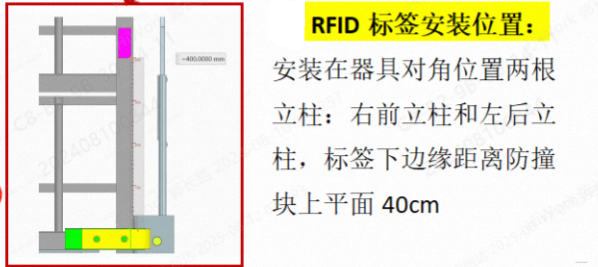 RFID 标签安装位置：
≈400.0000 mm
安装在器具对角位置两根
立柱：右前立柱和左后立
柱，标签下边缘距离防撞
块上平面 40cm